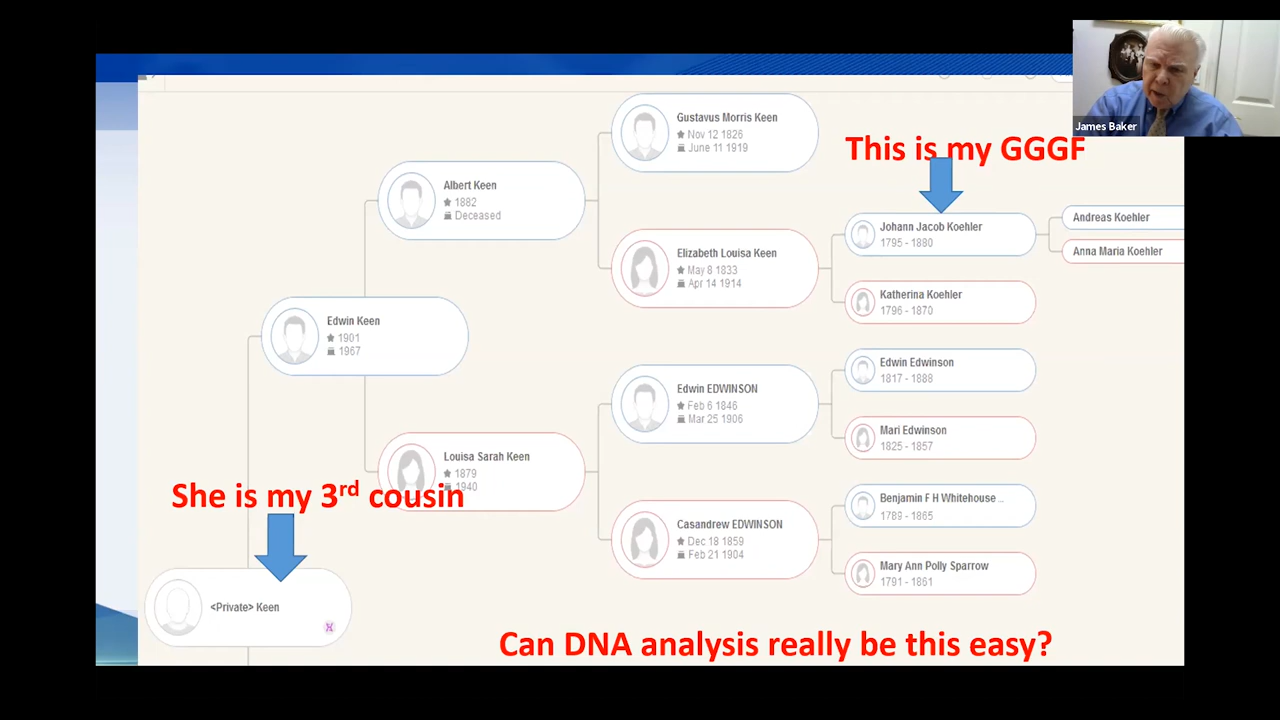 James Baker
This is my GGGF
Gustavus Morris Keen
Nov 12 1826
June 11 1919
Albert Keen
1882
Deceased
Johann Jacob Koehler
1795 - 1880
Andreas Koehler
Anna Maria Koehler
Elizabeth Louisa Keen
May 8 1833
Apr 14 1914
Katherina Koehler
1796 - 1870
Edwin Keen
1901
1967
Edwin Edwinson
1817 - 1888
Edwin EDWINSON
Feb 6 1846
Mar 25 1906
Mari Edwinson
1825 - 1857
Louisa Sarah Keen
1879
1940
She is my 3rd cousin
Benjamin F H Whitehouse ...
1789 - 1865
Casandrew EDWINSON
Dec 18 1859
Feb 21 1904
Mary Ann Polly Sparrow
1791 - 1861
<Private> Keen
Can DNA analysis really be this easy?